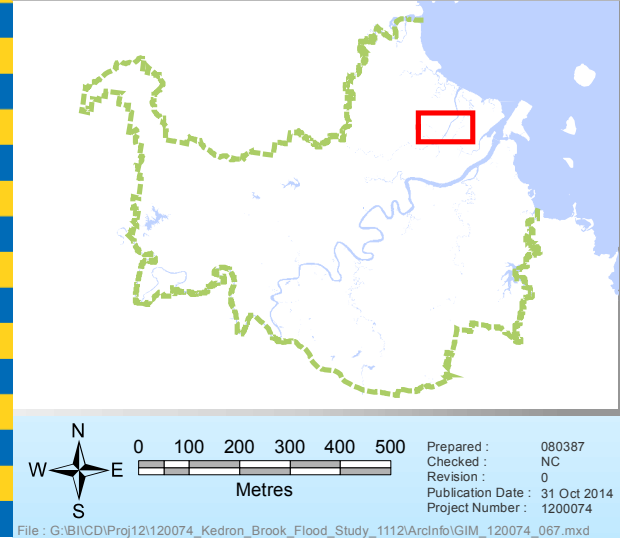 N
W E
S
0 100 200 300 400 500
Metres
Prepared : 080387
Checked : NC
Revision : 0
Publication Date : 31 Oct 2014
Project Number : 1200074
File : G:\BI\CD\Proj12\120074_Kedron_Brook_Flood_Study_1112\ArcInfo\GIM_120074_067.mxd